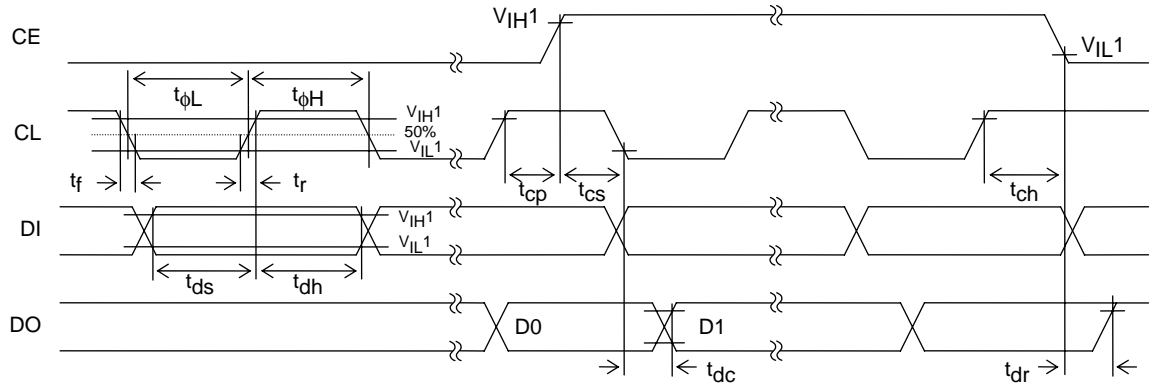 CE
VIH1
VIL1
tϕL
tϕH
CL
VIH1
50%
VIL1
tf
tr
tcp
tcs
tch
DI
VIH1
VIL1
tds
tdh
DO
D0
D1
tdc
tdr